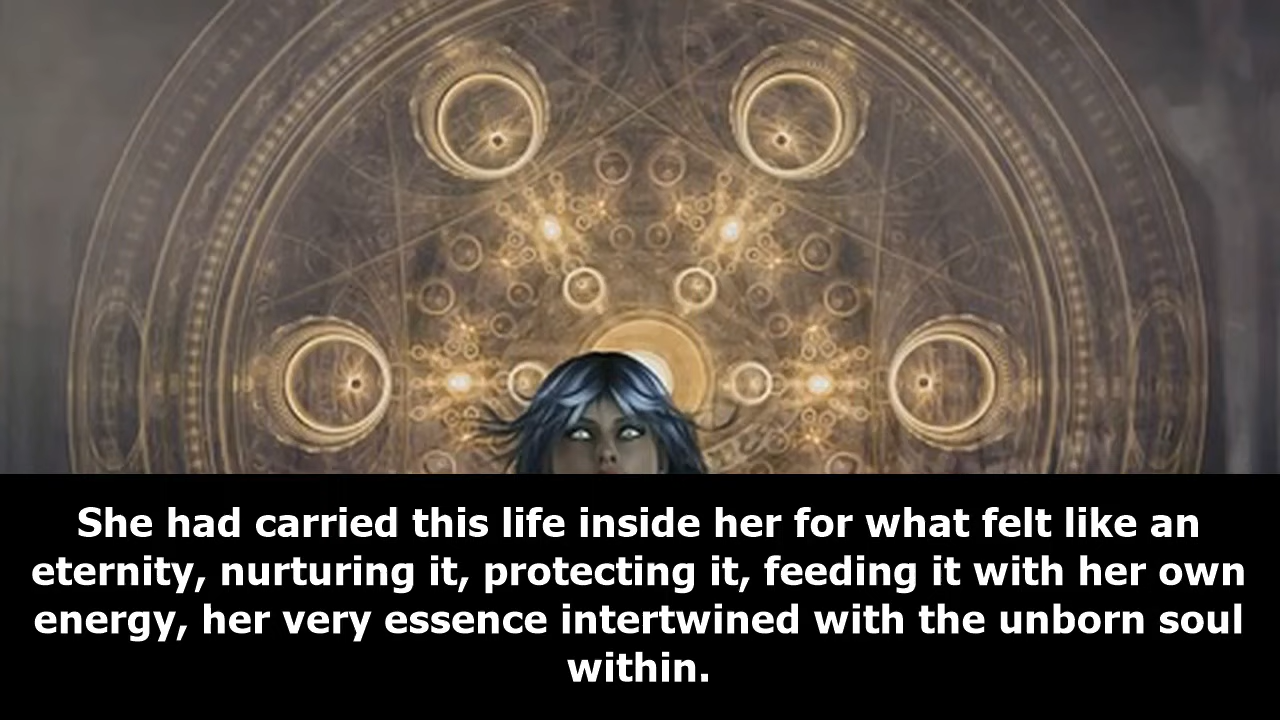 She had carried this life inside her for what felt like an
eternity, nurturing it, protecting it, feeding it with her own
energy, her very essence intertwined with the unborn soul
within.